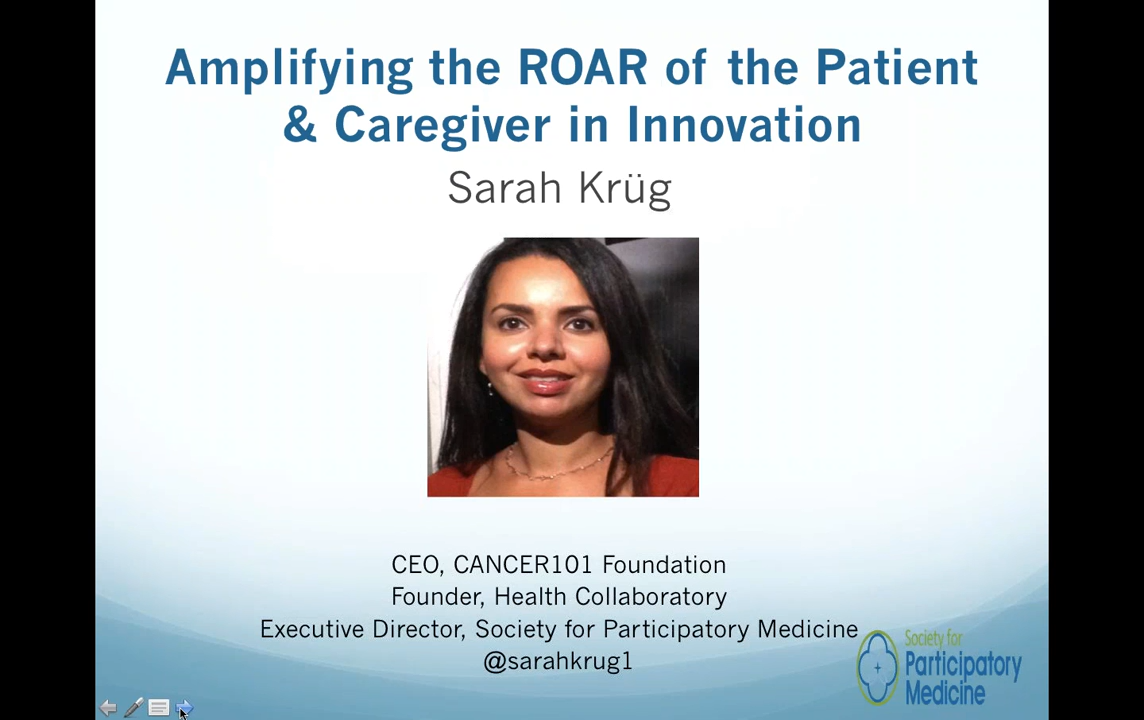 Amplifying the ROAR of the Patient
& Caregiver in Innovation
Sarah Krüg
CEO, CANCER101 Foundation
Founder, Health Collaboratory
Executive Director, Society for Participatory Medicine
@sarahkrug1
Society for
Participatory
Medicine